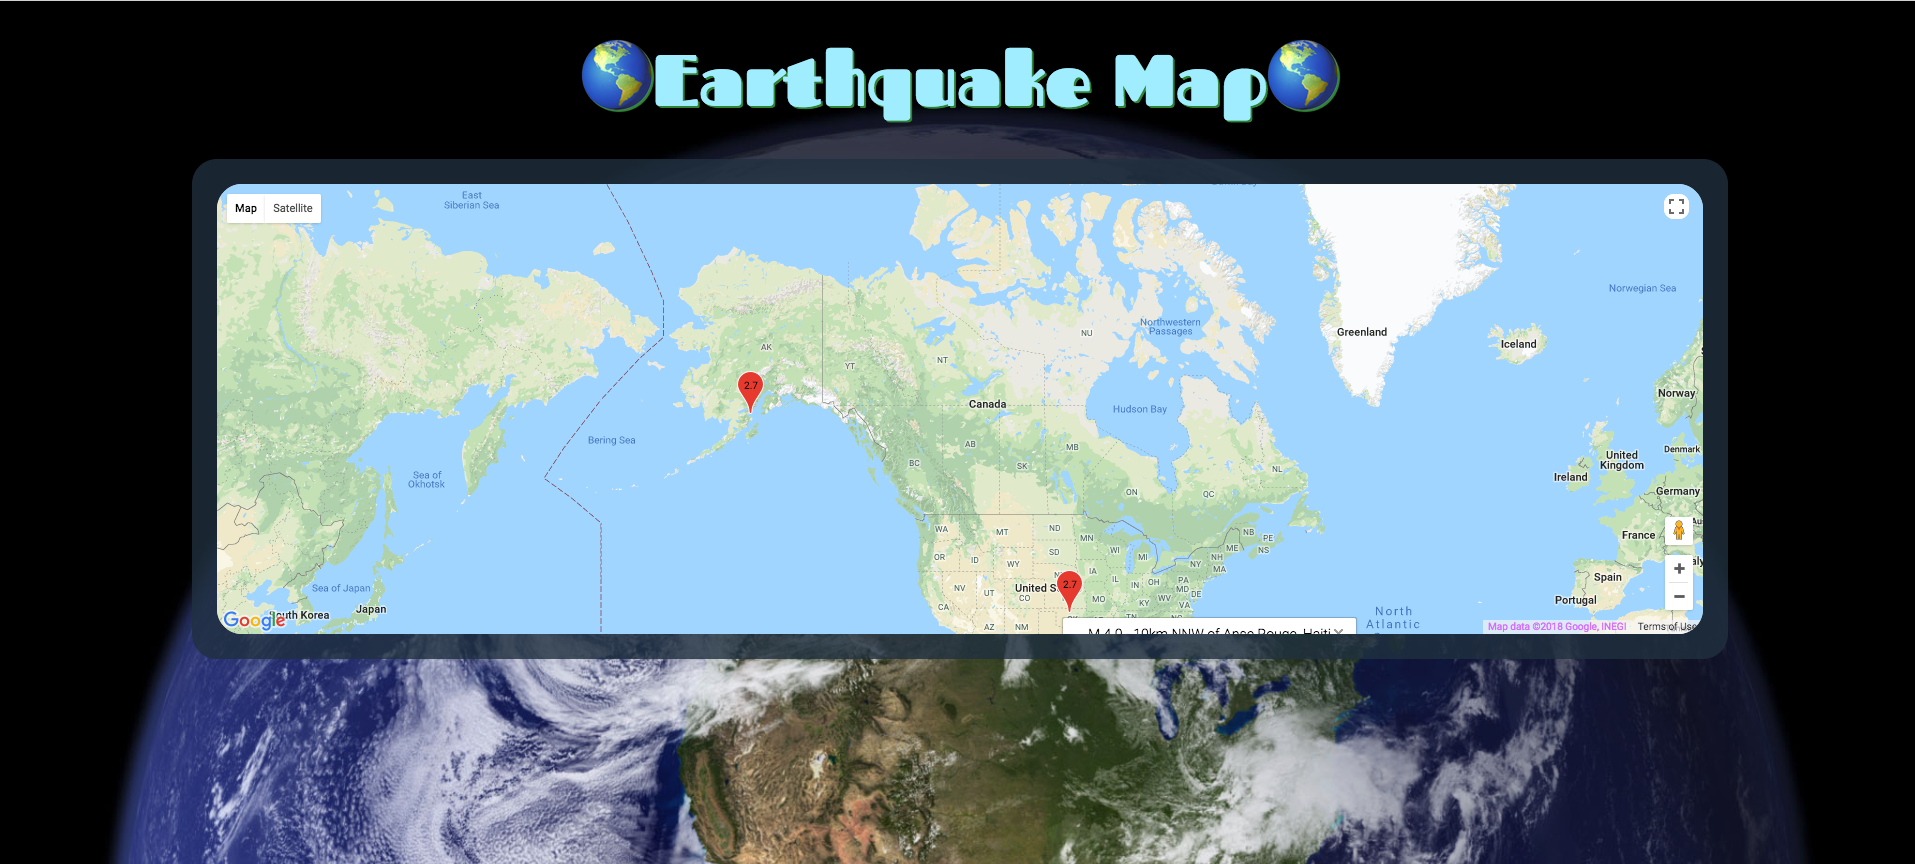 Earthquake Map
Map Satellite
East
Siberian Sea
Norwegian Sea
Northwestern
Passages
NU
Greenland
Iceland
AK
YT
NT
2.7
Canada
Hudson Bay
Norway
Bering Sea
AB
MB
SK
BC
NL
ON
QC
Sea of
Okhotsk
United
Kingdom
Denmark
Ireland
Germany
France
Spain
Portugal
WA
MT
ND
MN
NB
PE
NS
ME
OR
ID
SD
WI
MI
NH
MA
NY
WY
IA
NV
UT
CO
IL
IN
OH
PA
MD
DE
WV
CA
MO
KY
VA
AZ
NM
2.7
Sea of Japan
Japan
Google
M 4.0 - 10km NNW of Anse Rouge, Haiti
North
Atlantic
Map data ©2018 Google, INEGI Terms of Use